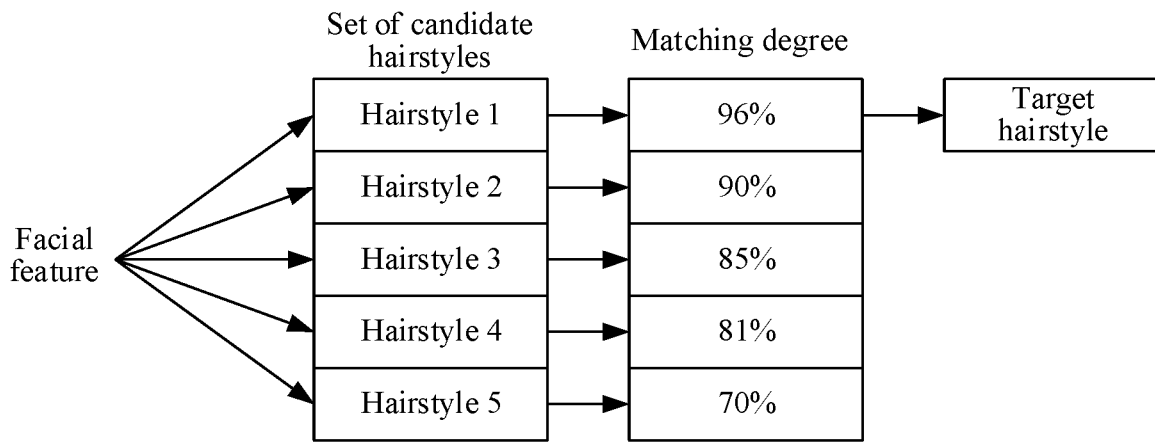 Set of candidate
hairstyles
Matching degree
Hairstyle 1
96%
Target
hairstyle
Hairstyle 2
90%
Facial
feature
Hairstyle 3
85%
Hairstyle 4
81%
Hairstyle 5
70%